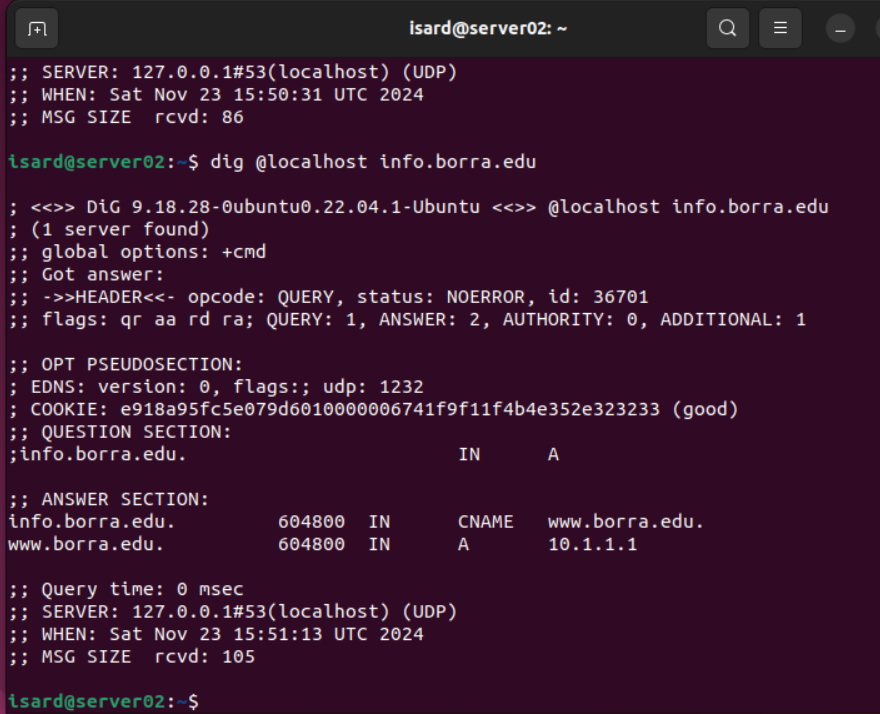 isard@server02: ~
;; SERVER: 127.0.0.1#53(localhost) (UDP)
;; WHEN: Sat Nov 23 15:50:31 UTC 2024
;; MSG SIZE  rcvd: 86
isard@server02:~$ dig @localhost info.borra.edu
; <<>> DiG 9.18.28-0ubuntu0.22.04.1-Ubuntu <<>> @localhost info.borra.edu
; (1 server found)
;; global options: +cmd
;; Got answer:
;; ->>HEADER<<- opcode: QUERY, status: NOERROR, id: 36701
;; flags: qr aa rd ra; QUERY: 1, ANSWER: 2, AUTHORITY: 0, ADDITIONAL: 1
;; OPT PSEUDOSECTION:
; EDNS: version: 0, flags:; udp: 1232
; COOKIE: e918a95fc5e079d6010000006741f9f11f4b4e352e323233 (good)
;; QUESTION SECTION:
;info.borra.edu.			IN	A
;; ANSWER SECTION:
info.borra.edu.		604800	IN	CNAME	www.borra.edu.
www.borra.edu.		604800	IN	A	10.1.1.1
;; Query time: 0 msec
;; SERVER: 127.0.0.1#53(localhost) (UDP)
;; WHEN: Sat Nov 23 15:51:13 UTC 2024
;; MSG SIZE  rcvd: 105
isard@server02:~$